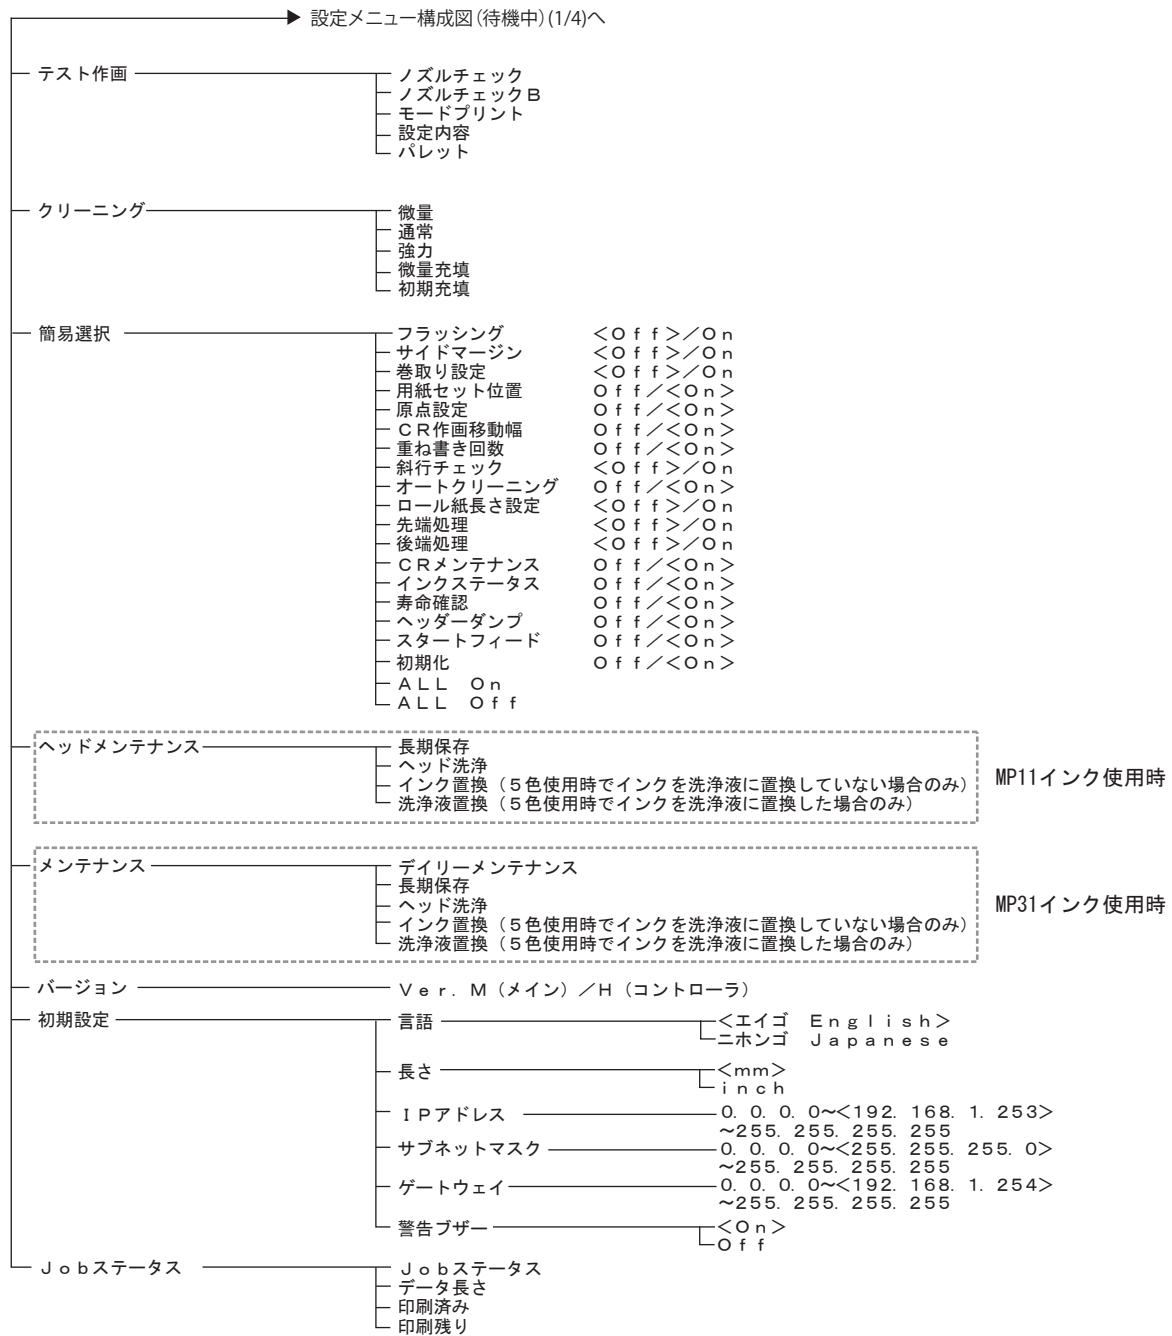 設定メニュー構成図(待機中)(1/4)へ
テスト作画
ノズルチェック
ノズルチェックB
モードプリント
設定内容
パレット
クリーニング
微量
通常
強力
微量充填
初期充填
簡易選択
フラッシング <Off>/On
サイドマージン <Off>/On
巻取り設定 <Off>/On
用紙セット位置 Off/<On>
原点設定 Off/<On>
CR作画移動幅 Off/<On>
重ね書き回数 Off/<On>
斜行チェック <Off>/On
オートクリーニング Off/<On>
ロール紙長さ設定 <Off>/On
先端処理 <Off>/On
後端処理 <Off>/On
CRメンテナンス Off/<On>
インクステータス Off/<On>
寿命確認 Off/<On>
ヘッダーダンプ Off/<On>
スタートフィード Off/<On>
初期化 Off/<On>
ALL On
ALL Off
ヘッドメンテナンス
長期保存
ヘッド洗浄
インク置換(5色使用時でインクを洗浄液に置換していない場合のみ)
洗浄液置換(5色使用時でインクを洗浄液に置換した場合のみ)
MP11インク使用時
メンテナンス
デイリーメンテナンス
長期保存
ヘッド洗浄
インク置換(5色使用時でインクを洗浄液に置換していない場合のみ)
洗浄液置換(5色使用時でインクを洗浄液に置換した場合のみ)
MP31インク使用時
バージョン
Ver. M(メイン)/H(コントローラ)
初期設定
言語
<エイゴ English>
ニホンゴ Japanese
長さ
<mm>
inch
IPアドレス
0. 0. 0. 0~<192. 168. 1. 253>
~255. 255. 255. 255
サブネットマスク
0. 0. 0. 0~<255. 255. 255. 0>
~255. 255. 255. 255
ゲートウェイ
0. 0. 0. 0~<192. 168. 1. 254>
~255. 255. 255. 255
警告ブザー
<On>
Off
Jobステータス
Jobステータス
データ長さ
印刷済み
印刷残り